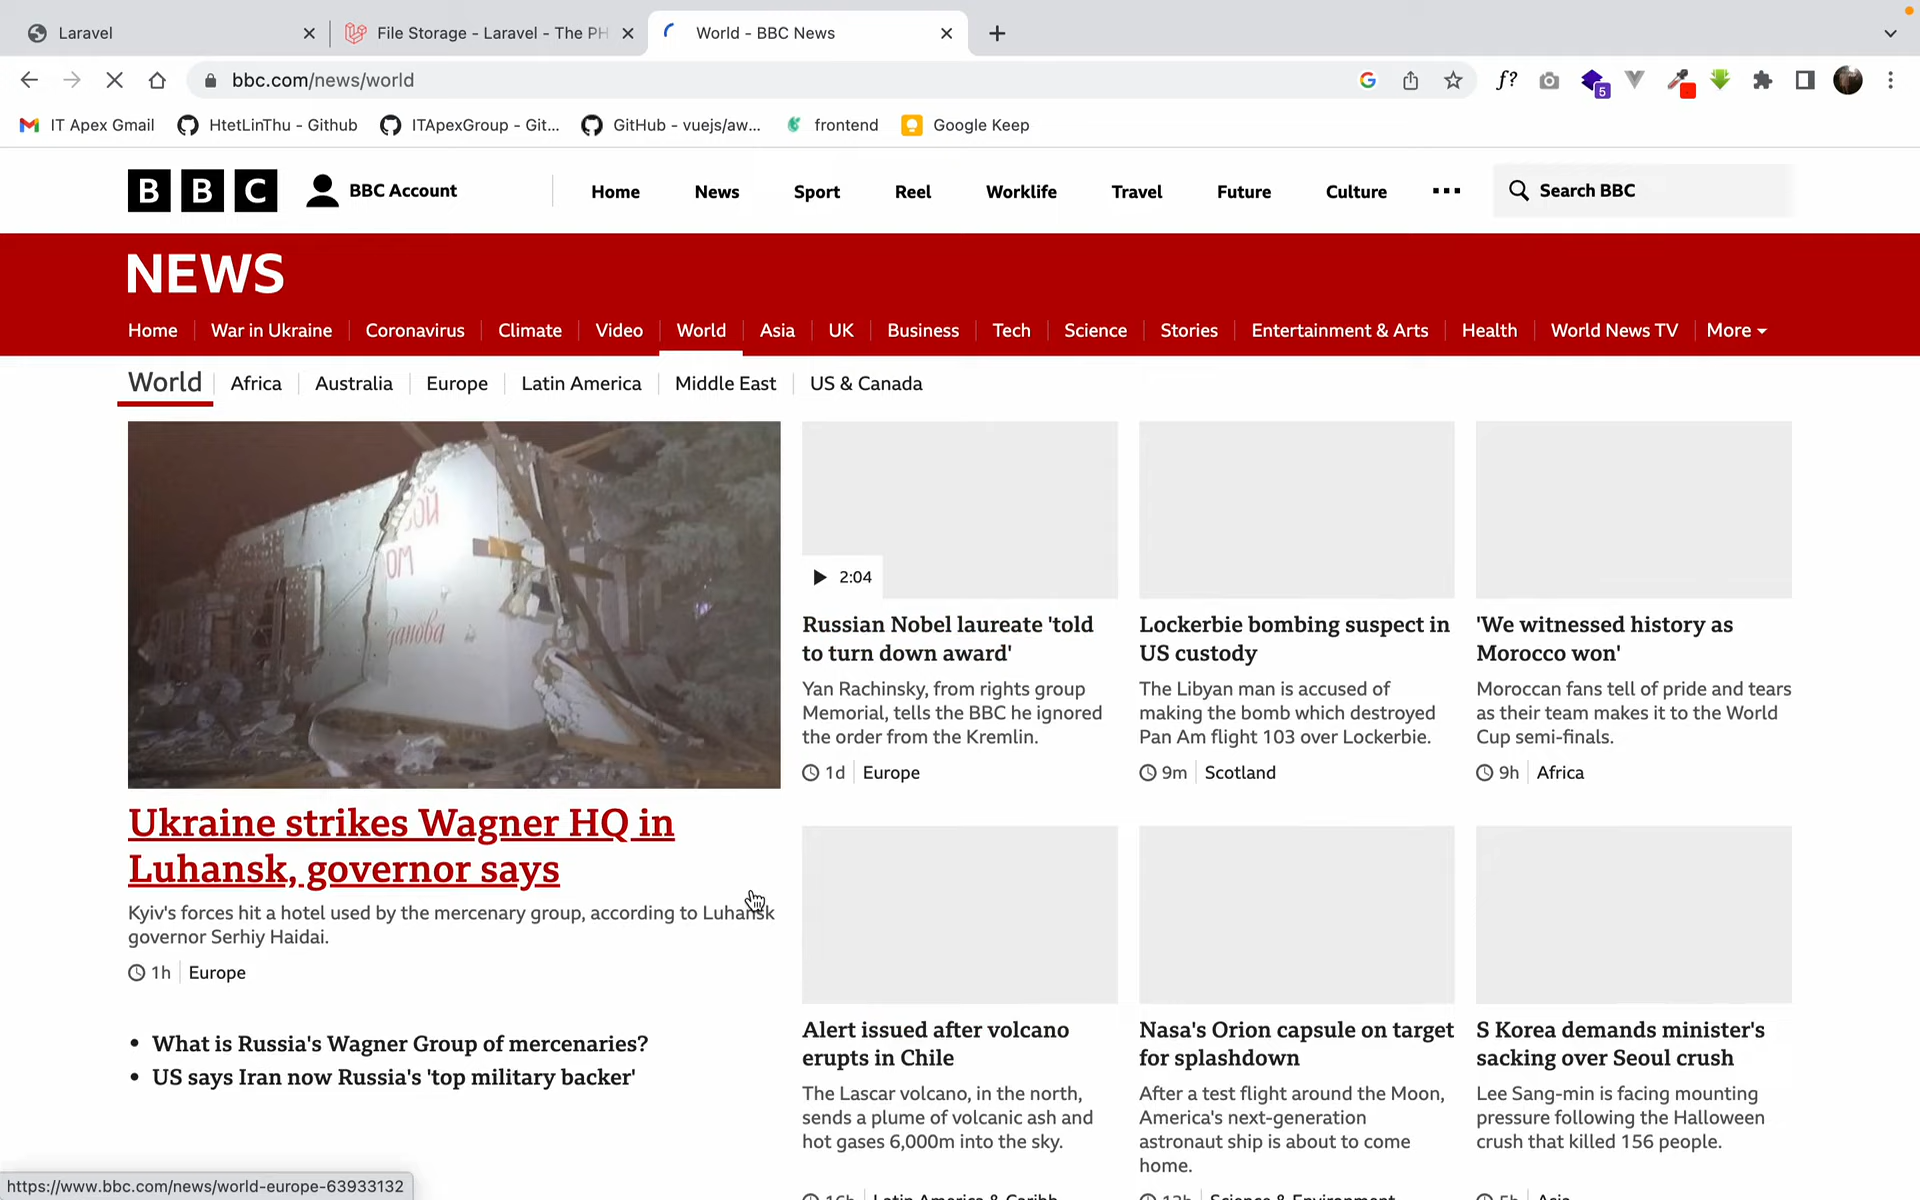 Laravel
File Storage - Laravel - The PH
World - BBC News
bbc.com/news/world
5
IT Apex Gmail
HtetLinThu - Github
ITApexGroup - Git...
GitHub - vuejs/aw...
frontend
Google Keep
BBC
BBC Account
Home
News
Sport
Reel
Worklife
Travel
Future
Culture
Search BBC
NEWS
Home
War in Ukraine
Coronavirus
Climate
Video
World
Asia
UK
Business
Tech
Science
Stories
Entertainment & Arts
Health
World News TV
More
World
Africa
Australia
Europe
Latin America
Middle East
US & Canada
Ukraine strikes Wagner HQ in
Luhansk, governor says
Kyiv's forces hit a hotel used by the mercenary group, according to Luhansk
governor Serhiy Haidai.
1h
Europe
What is Russia's Wagner Group of mercenaries?
US says Iran now Russia's 'top military backer'
2:04
Russian Nobel laureate 'told
to turn down award'
Yan Rachinsky, from rights group
Memorial, tells the BBC he ignored
the order from the Kremlin.
1d
Europe
Lockerbie bombing suspect in
US custody
The Libyan man is accused of
making the bomb which destroyed
Pan Am flight 103 over Lockerbie.
9m
Scotland
'We witnessed history as
Morocco won'
Moroccan fans tell of pride and tears
as their team makes it to the World
Cup semi-finals.
9h
Africa
Alert issued after volcano
erupts in Chile
The Lascar volcano, in the north,
sends a plume of volcanic ash and
hot gases 6,000m into the sky.
Nasa's Orion capsule on target
for splashdown
After a test flight around the Moon,
America's next-generation
astronaut ship is about to come
home.
S Korea demands minister's
sacking over Seoul crush
Lee Sang-min is facing mounting
pressure following the Halloween
crush that killed 156 people.
https://www.bbc.com/news/world-europe-63933132